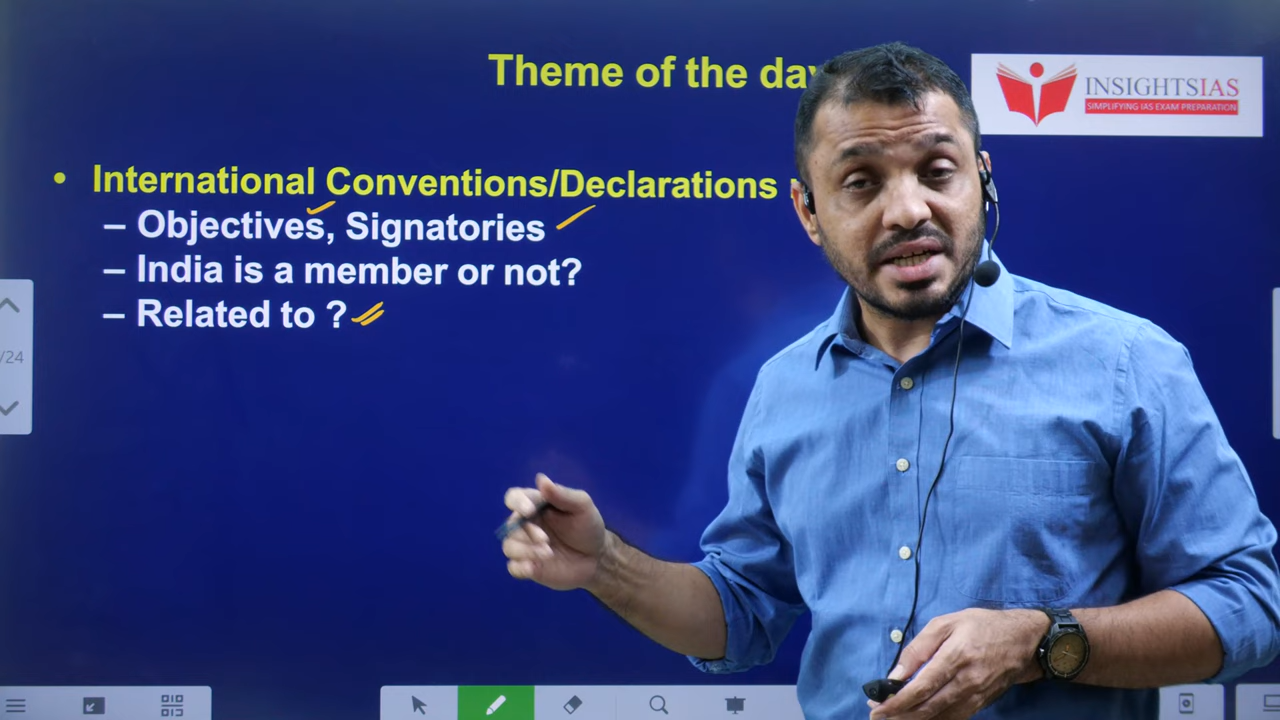 Theme of the day
INSIGHTSIAS
SIMPLIFYING IAS EXAM PREPARATION
• International Conventions/Declarations
– Objectives, Signatories
– India is a member or not?
– Related to ?
/24